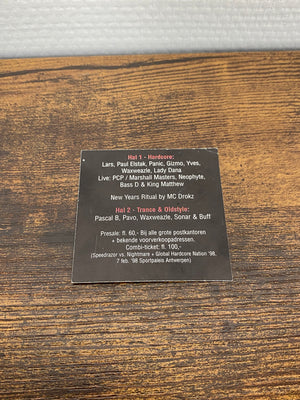 Hal 1 - Hardcore:
Lars, Paul Elstak, Panic, Gizmo, Yves,
Waxweazle, Lady Dana
Live: PCP / Marshall Masters, Neophyte,
Bass D & King Matthew
New Years Ritual by MC Drokz
Hal 2 - Trance & Oldstyle:
Pascal B, Pavo, Waxweazle, Sonar & Buff
Presale: fl. 60,- Bij alle grote postkantoren
+ bekende voorverkoopadressen.
Combi-ticket: fl. 100,-
(Speedrazor vs. Nightmare + Global Hardcore Nation '98,
7 feb. '98 Sportpaleis Antwerpen)